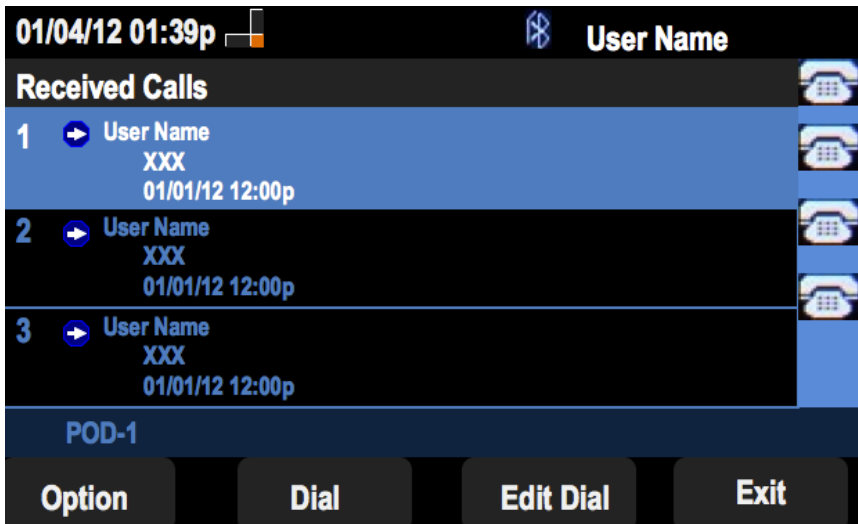 01/04/12 01:39p
User Name
Received Calls
1 User Name
XXX
01/01/12 12:00p
2 User Name
XXX
01/01/12 12:00p
3 User Name
XXX
01/01/12 12:00p
POD-1
Option Dial Edit Dial Exit